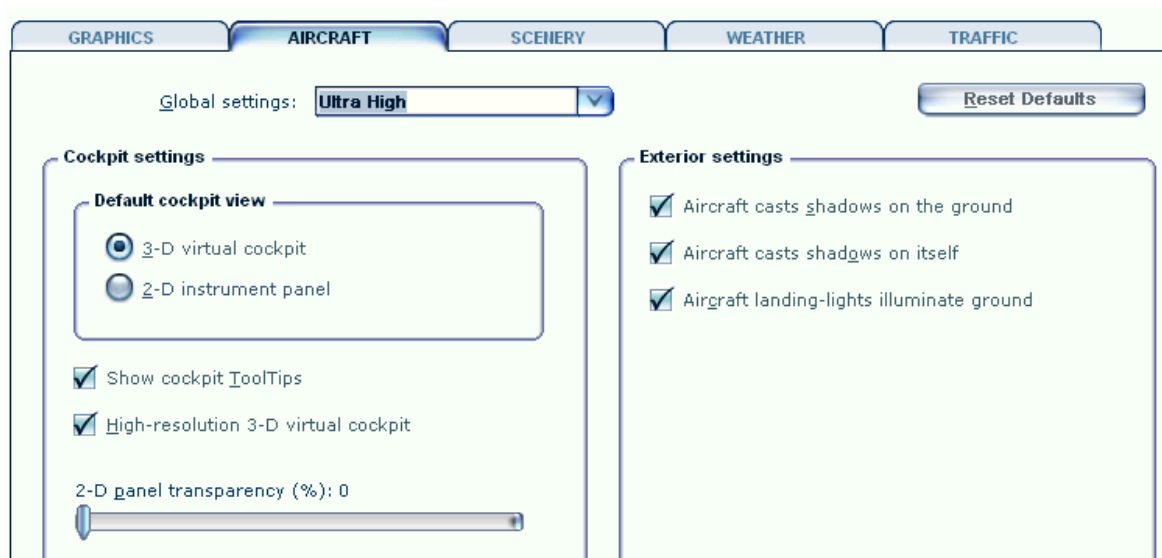 GRAPHICS AIRCRAFT SCENERY WEATHER TRAFFIC
Global settings: Ultra High Reset Defaults
Cockpit settings
Default cockpit view
3-D virtual cockpit
2-D instrument panel
Show cockpit ToolTips
High-resolution 3-D virtual cockpit
2-D panel transparency (%): 0
Exterior settings
Aircraft casts shadows on the ground
Aircraft casts shadows on itself
Aircraft landing-lights illuminate ground